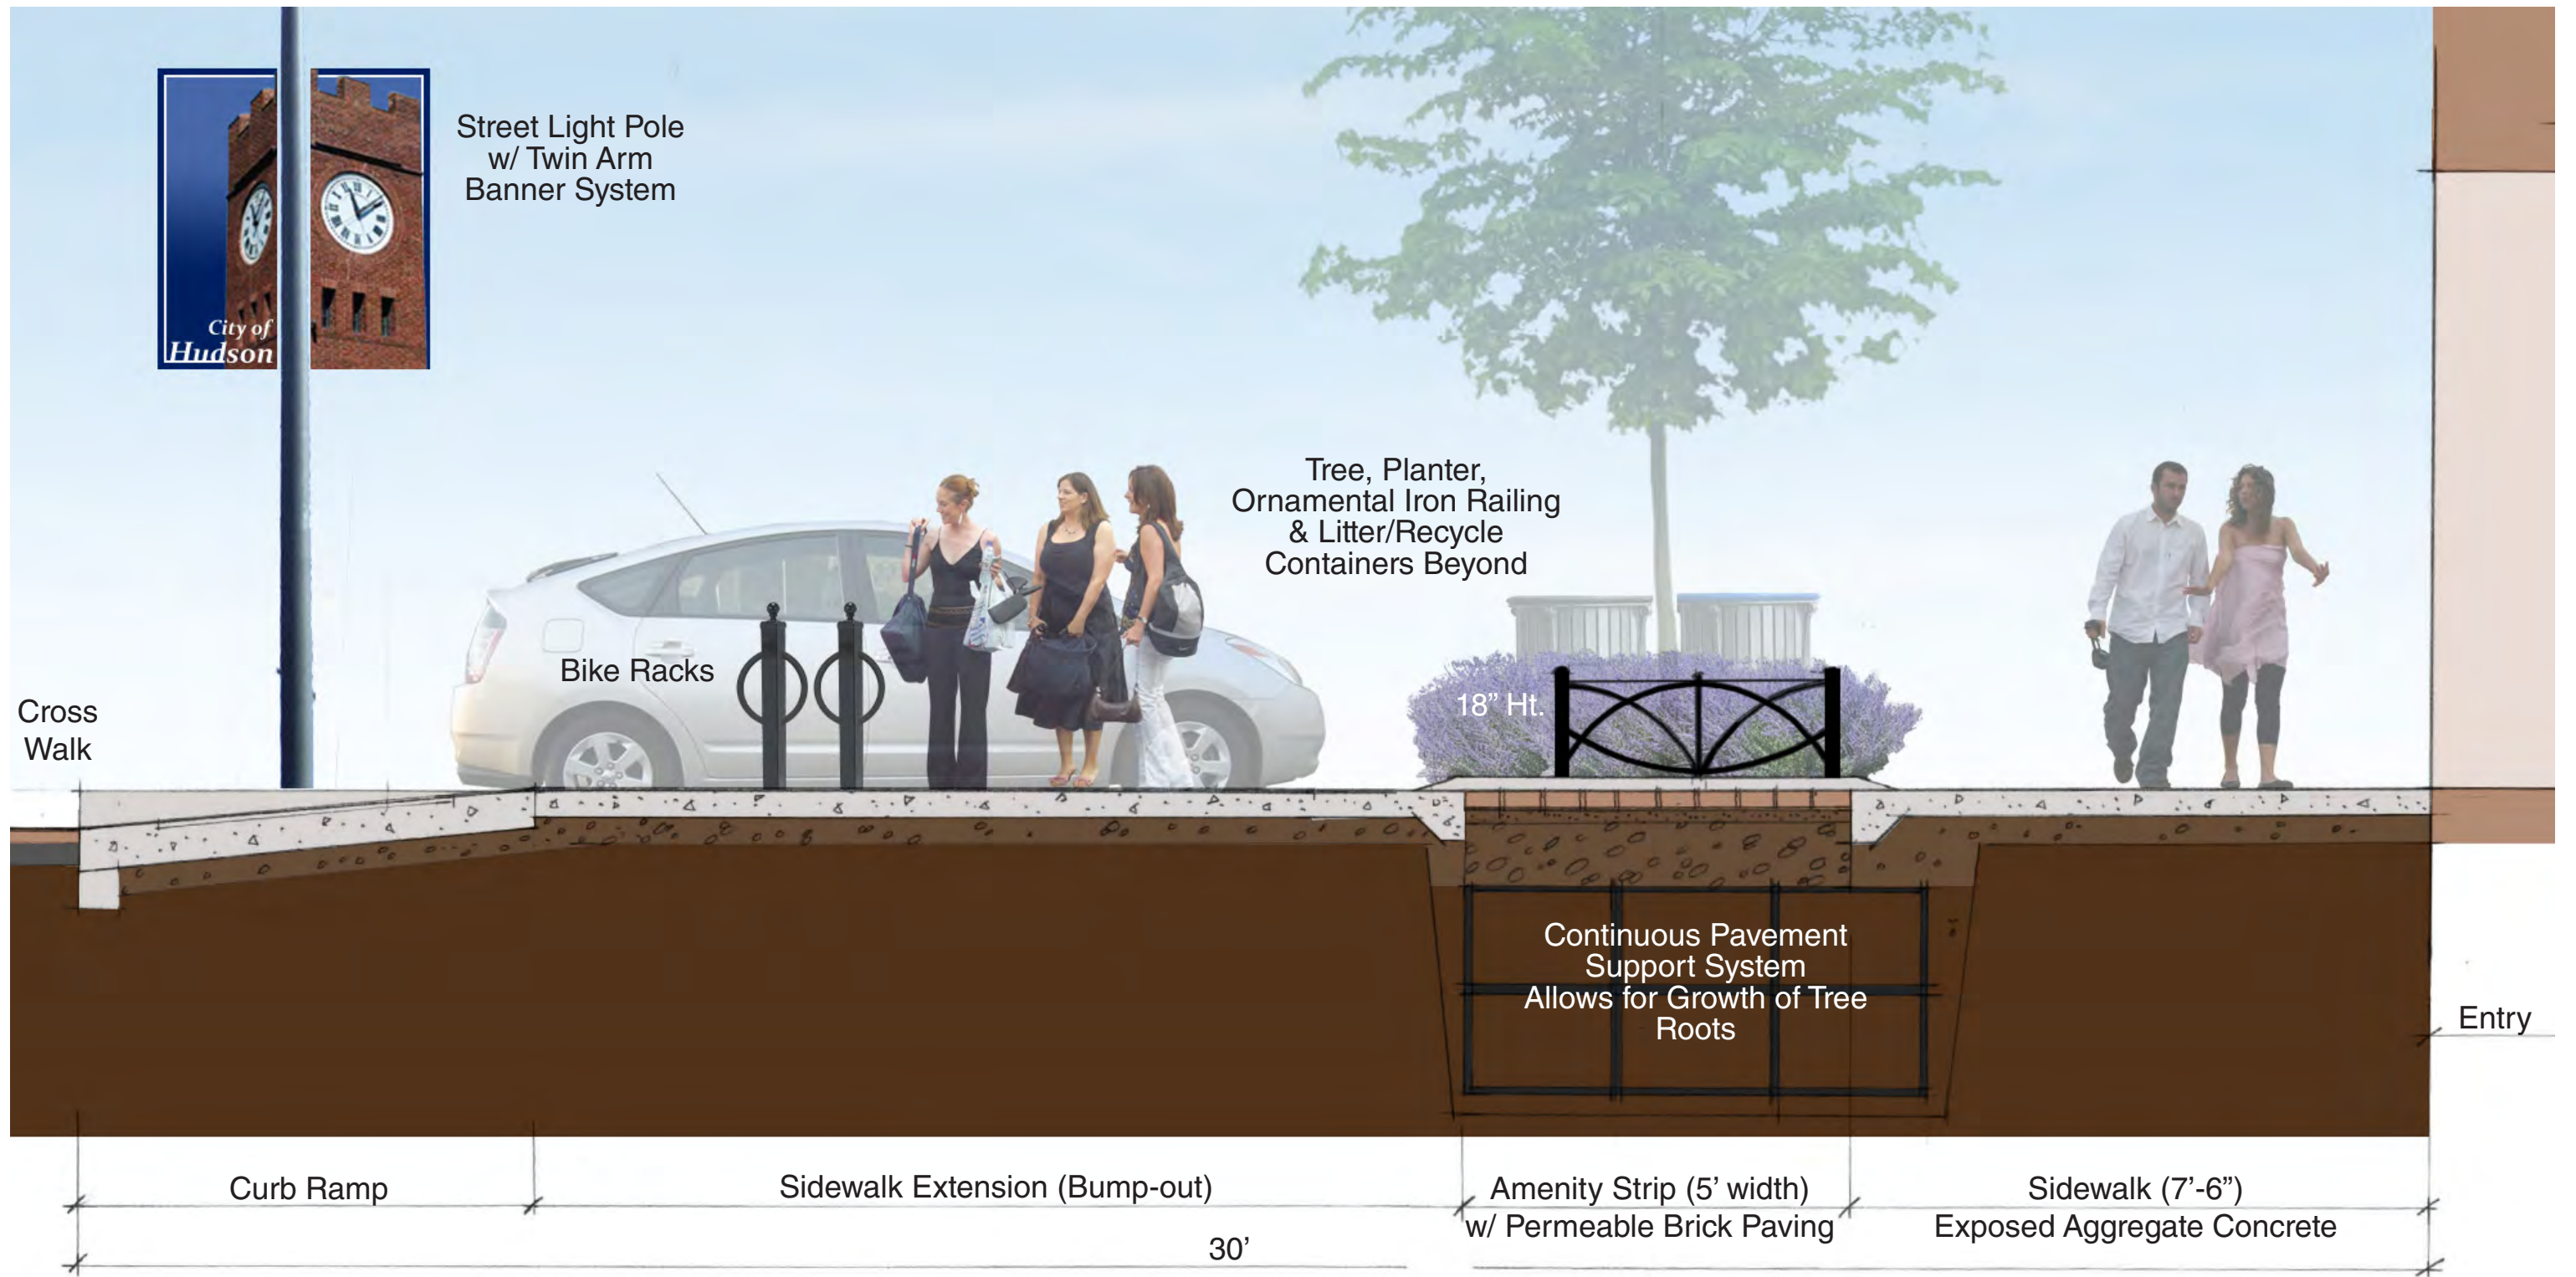 Street Light Pole
w/ Twin Arm
Banner System
City of
Hudson
Tree, Planter,
Ornamental Iron Railing
& Litter/Recycle
Containers Beyond
Bike Racks
18” Ht.
Cross
Walk
Continuous Pavement
Support System
Allows for Growth of Tree
Roots
Entry
Curb Ramp
Sidewalk Extension (Bump-out)
Amenity Strip (5’ width)
w/ Permeable Brick Paving
Sidewalk (7’-6”)
Exposed Aggregate Concrete
30’